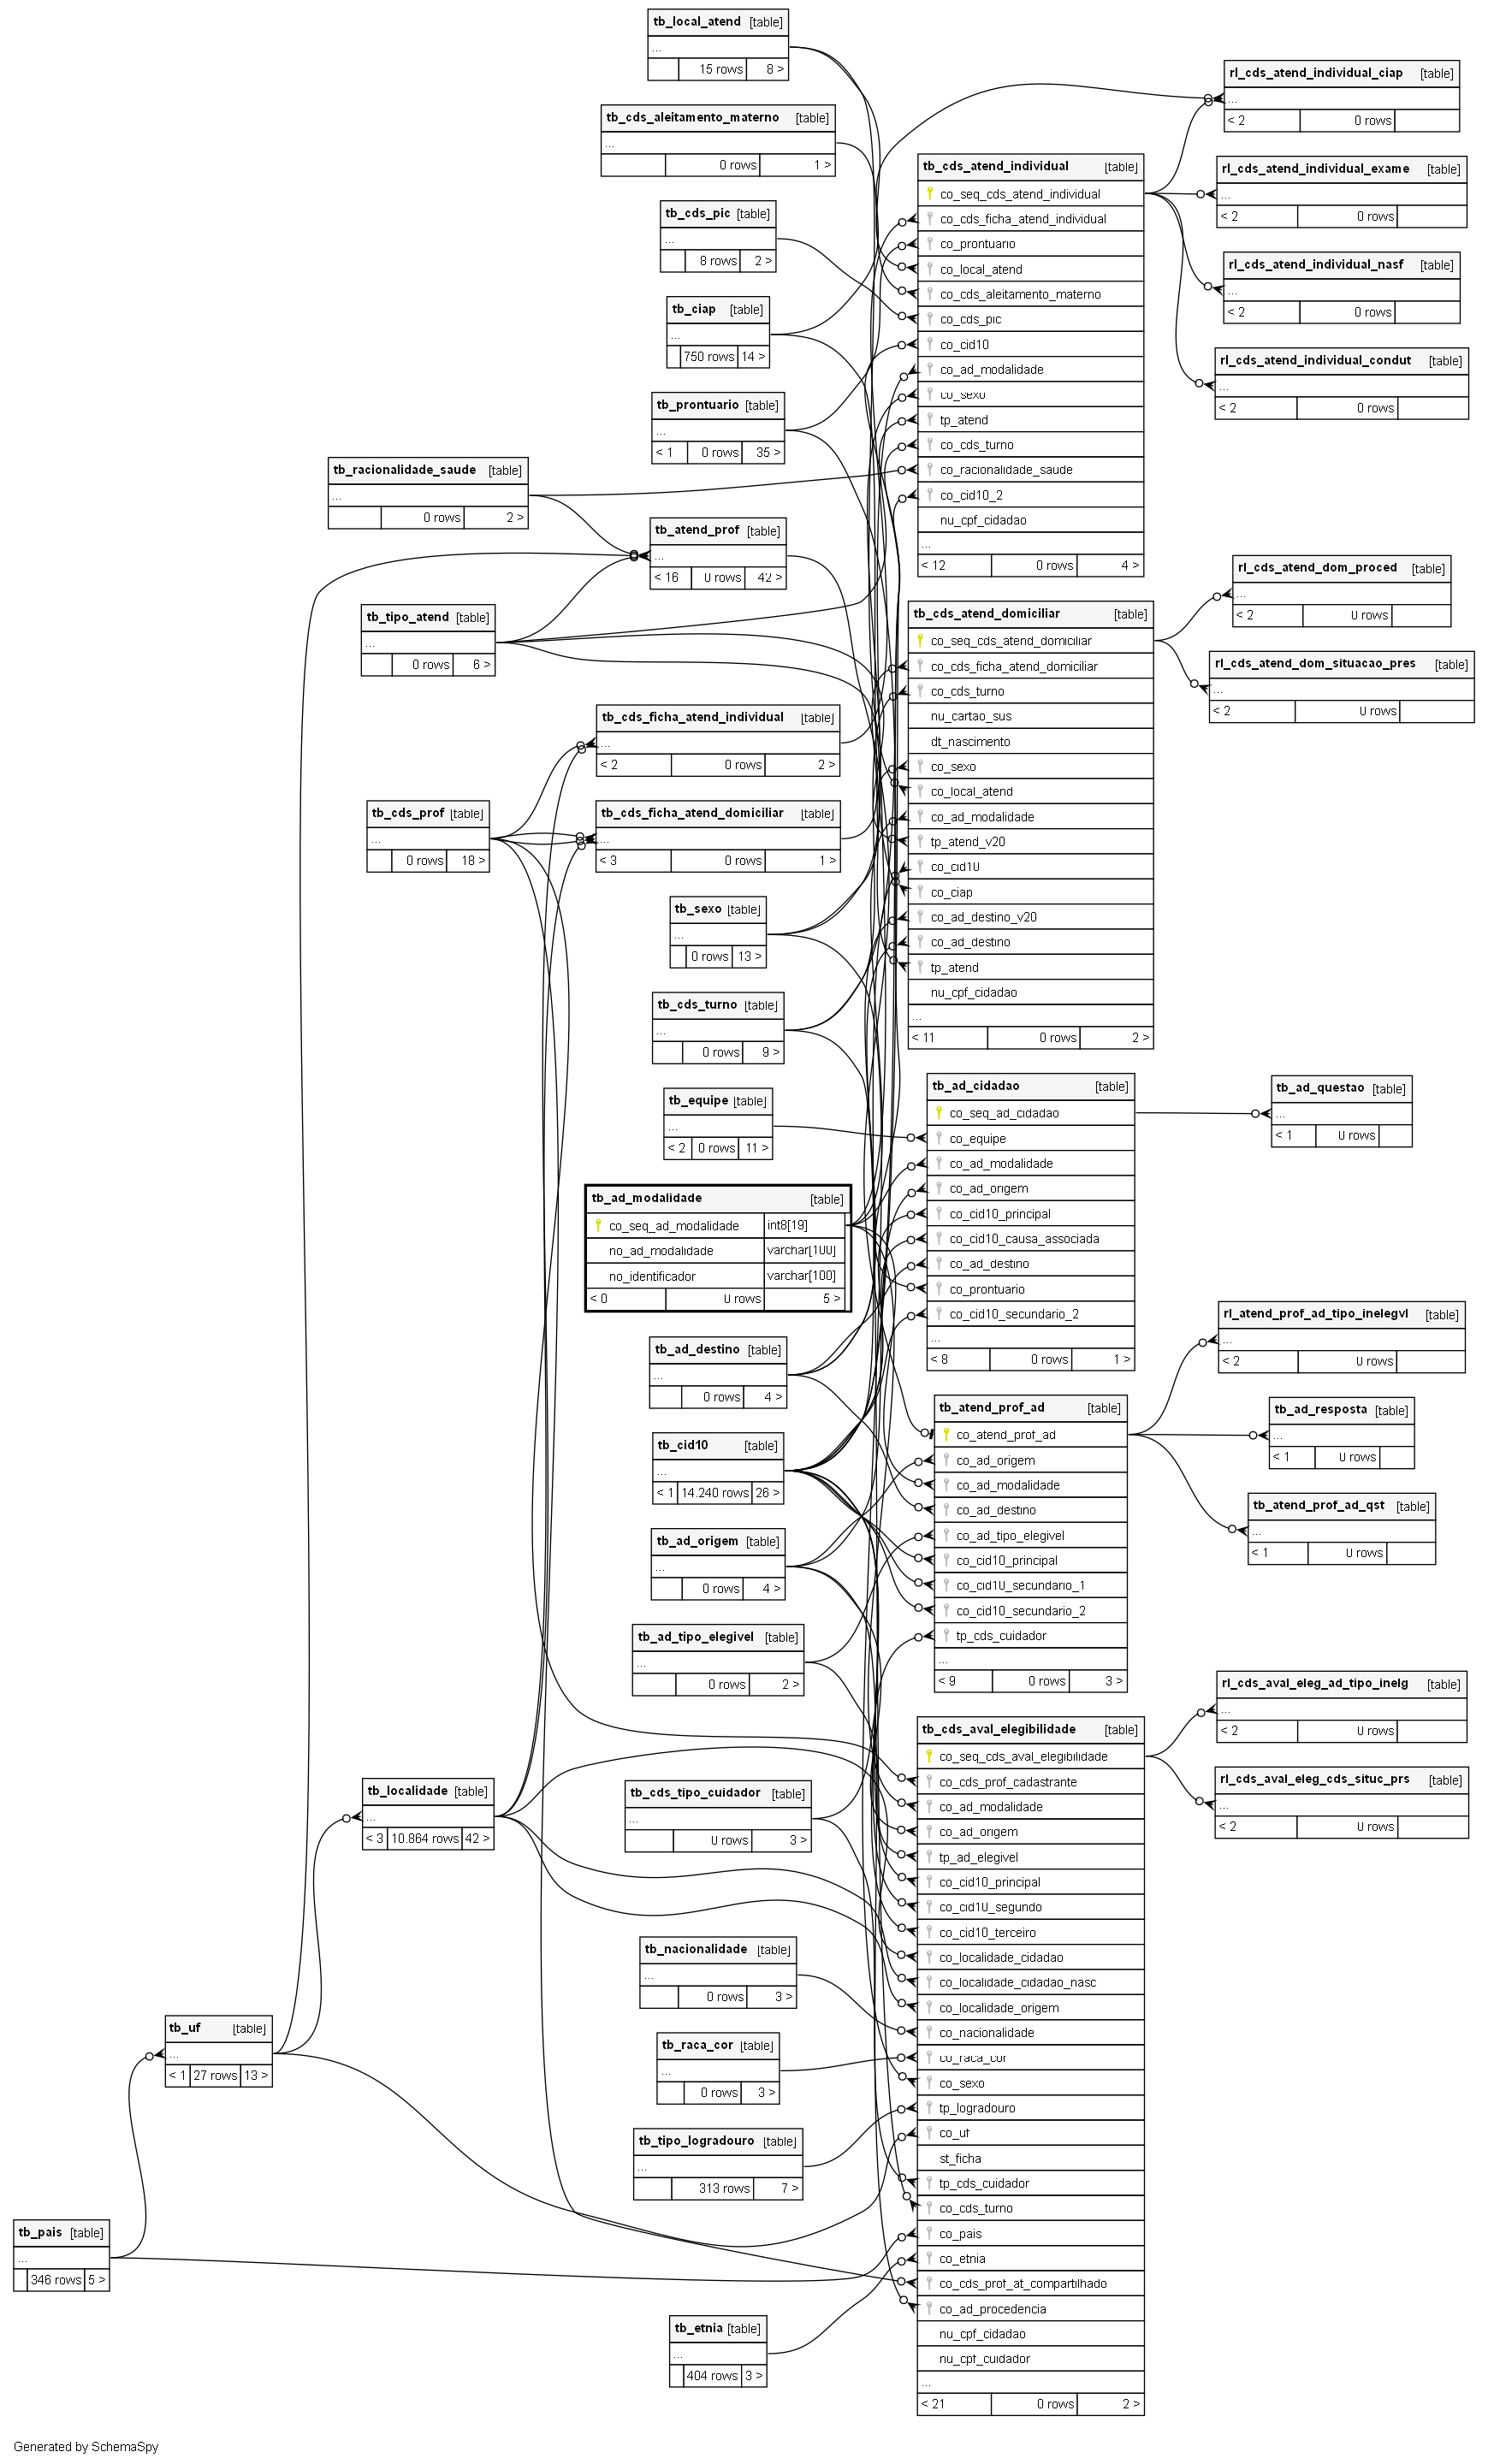 tb_local_atend [table]
...
15 rows 8 >
tb_cds_aleitamento_materno [table]
...
0 rows 1 >
tb_cds_pic [table]
...
8 rows 2 >
tb_ciap [table]
...
750 rows 14 >
tb_prontuario [table]
...
< 1 0 rows 35 >
tb_racionalidade_saude [table]
...
0 rows 2 >
tb_atend_prof [table]
...
< 16 0 rows 42 >
tb_tipo_atend [table]
...
0 rows 6 >
tb_cds_ficha_atend_individual [table]
...
< 2 0 rows 2 >
tb_cds_prof [table]
...
0 rows 18 >
tb_cds_ficha_atend_domiciliar [table]
...
< 3 0 rows 1 >
tb_sexo [table]
...
0 rows 13 >
tb_cds_turno [table]
...
0 rows 9 >
tb_equipe [table]
...
< 2 0 rows 11 >
tb_ad_modalidade [table]
co_seq_ad_modalidade int8[19]
no_ad_modalidade varchar[100]
no_identificador varchar[100]
< 0 0 rows 5 >
tb_ad_destino [table]
...
0 rows 4 >
tb_cid10 [table]
...
< 1 14.240 rows 26 >
tb_ad_origem [table]
...
0 rows 4 >
tb_ad_tipo_elegivel [table]
...
0 rows 2 >
tb_localidade [table]
...
< 3 10.864 rows 42 >
tb_cds_tipo_cuidador [table]
...
0 rows 3 >
tb_nacionalidade [table]
...
0 rows 3 >
tb_uf [table]
...
< 1 27 rows 13 >
tb_raca_cor [table]
...
0 rows 3 >
tb_tipo_logradouro [table]
...
313 rows 7 >
tb_pais [table]
...
346 rows 5 >
tb_etnia [table]
...
404 rows 3 >
tb_cds_atend_individual [table]
co_seq_cds_atend_individual
co_cds_ficha_atend_individual
co_prontuario
co_local_atend
co_cds_aleitamento_materno
co_cds_pic
co_cid10
co_ad_modalidade
co_sexo
tp_atend
co_cds_turno
co_racionalidade_saude
co_cid10_2
nu_cpf_cidadao
...
< 12 0 rows 4 >
tb_cds_atend_domiciliar [table]
co_seq_cds_atend_domiciliar
co_cds_ficha_atend_domiciliar
co_cds_turno
nu_cartao_sus
dt_nascimento
co_sexo
co_local_atend
co_ad_modalidade
tp_atend_v20
co_cid10
co_ciap
co_ad_destino_v20
co_ad_destino
tp_atend
nu_cpf_cidadao
...
< 11 0 rows 2 >
tb_ad_cidadao [table]
co_seq_ad_cidadao
co_equipe
co_ad_modalidade
co_ad_origem
co_cid10_principal
co_cid10_causa_associada
co_ad_destino
co_prontuario
co_cid10_secundario_2
...
< 8 0 rows 1 >
tb_atend_prof_ad [table]
co_atend_prof_ad
co_ad_origem
co_ad_modalidade
co_ad_destino
co_ad_tipo_elegivel
co_cid10_principal
co_cid10_secundario_1
co_cid10_secundario_2
tp_cds_cuidador
...
< 9 0 rows 3 >
tb_cds_aval_elegibilidade [table]
co_seq_cds_aval_elegibilidade
co_cds_prof_cadastrante
co_ad_modalidade
co_ad_origem
tp_ad_elegivel
co_cid10_principal
co_cid10_segundo
co_cid10_terceiro
co_localidade_cidadao
co_localidade_cidadao_nasc
co_localidade_origem
co_nacionalidade
co_raca_cor
co_sexo
tp_logradouro
co_uf
st_ficha
tp_cds_cuidador
co_cds_turno
co_pais
co_etnia
co_cds_prof_at_compartilhado
co_ad_procedencia
nu_cpf_cidadao
nu_cpf_cuidador
...
< 21 0 rows 2 >
rl_cds_atend_individual_ciap [table]
...
< 2 0 rows
rl_cds_atend_individual_exame [table]
...
< 2 0 rows
rl_cds_atend_individual_nasf [table]
...
< 2 0 rows
rl_cds_atend_individual_condut [table]
...
< 2 0 rows
rl_cds_atend_dom_proced [table]
...
< 2 0 rows
rl_cds_atend_dom_situacao_pres [table]
...
< 2 0 rows
tb_ad_questao [table]
...
< 1 0 rows
rl_atend_prof_ad_tipo_inelegvl [table]
...
< 2 0 rows
tb_ad_resposta [table]
...
< 1 0 rows
tb_atend_prof_ad_qst [table]
...
< 1 0 rows
rl_cds_aval_eleg_ad_tipo_inelg [table]
...
< 2 0 rows
rl_cds_aval_eleg_cds_situc_prs [table]
...
< 2 0 rows
Generated by SchemaSpy